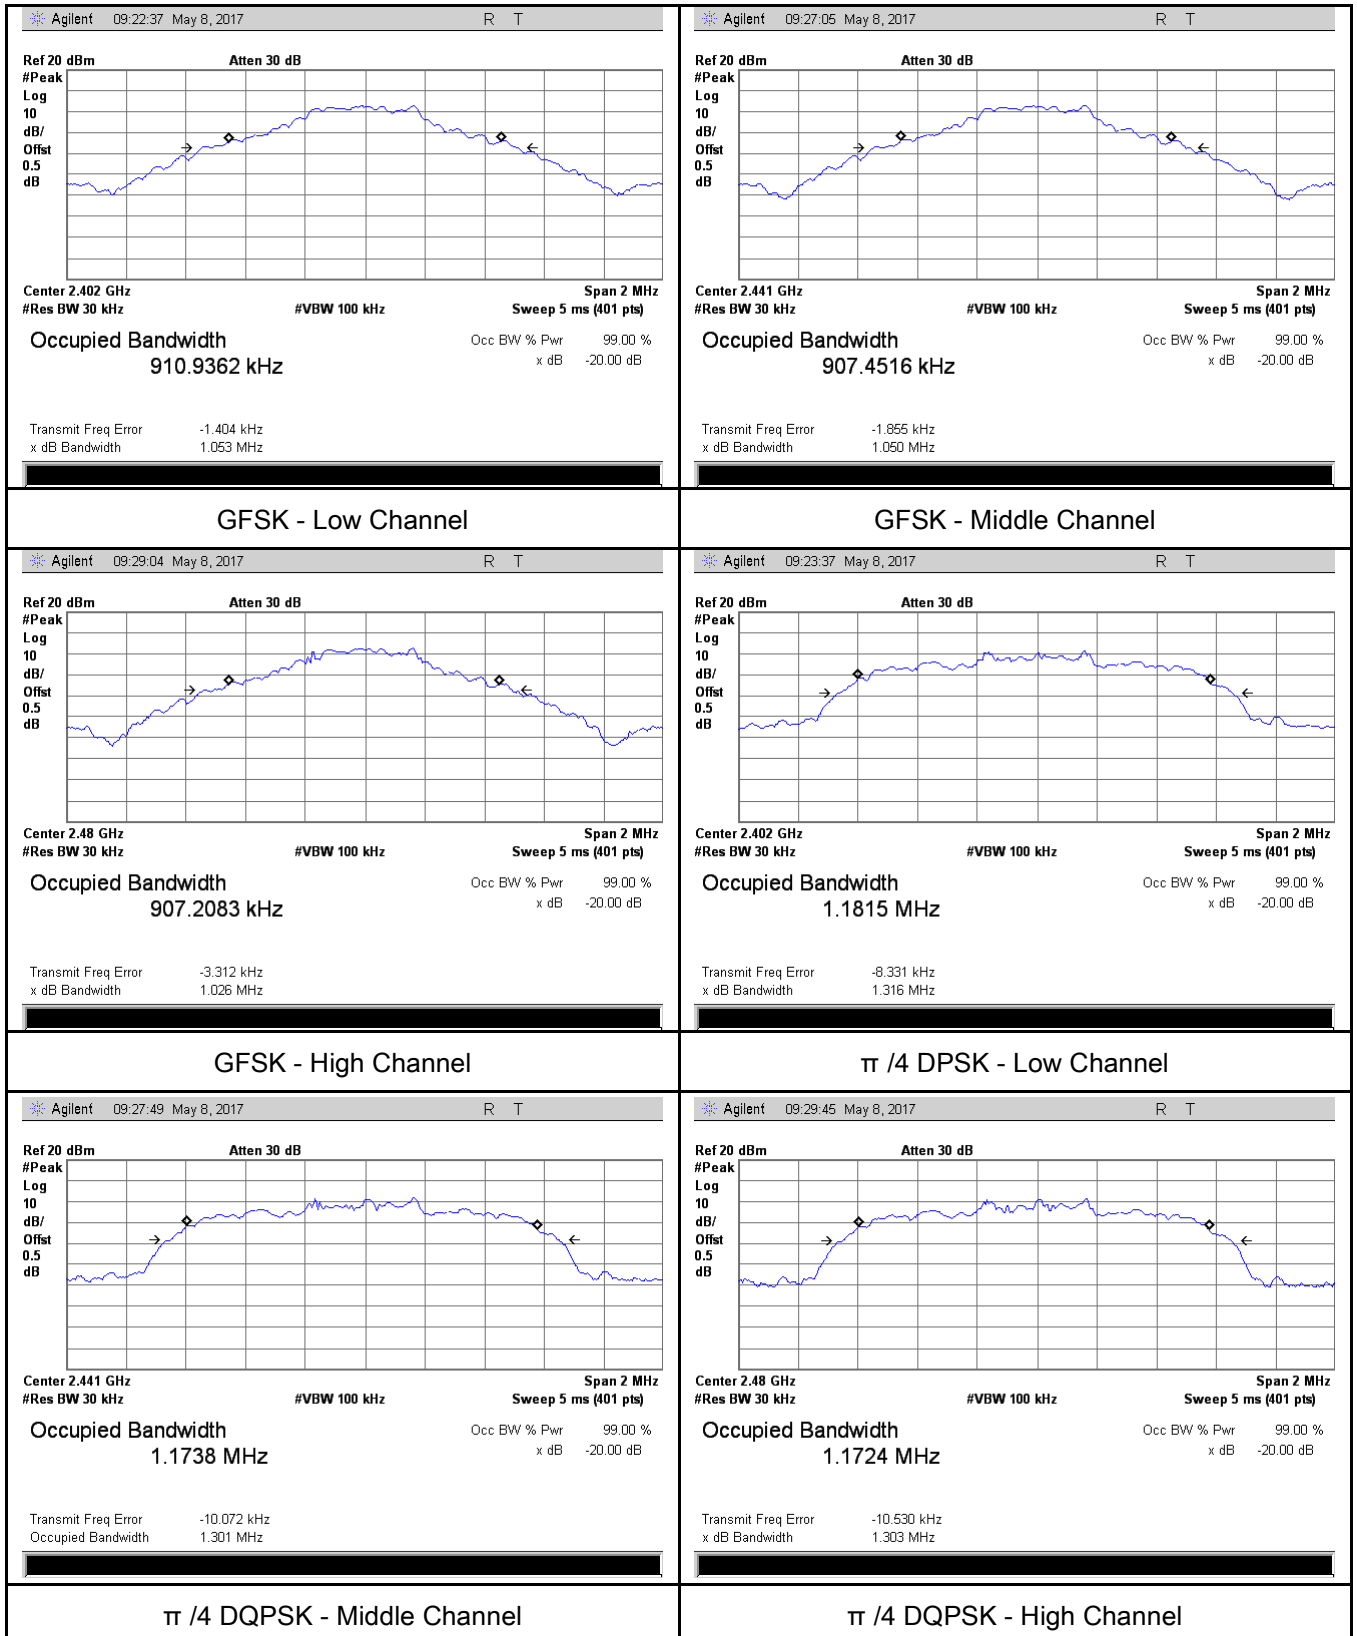 Agilent 09:22:37 May 8, 2017 R T
Ref 20 dBm Atten 30 dB
#Peak
Log
10
dB/
Offst
0.5
dB
Center 2.402 GHz Span 2 MHz
#Res BW 30 kHz #VBW 100 kHz Sweep 5 ms (401 pts)
Occupied Bandwidth Occ BW % Pwr 99.00 %
910.9362 kHz x dB -20.00 dB
Transmit Freq Error -1.404 kHz
x dB Bandwidth 1.053 MHz
GFSK - Low Channel
Agilent 09:27:05 May 8, 2017 R T
Ref 20 dBm Atten 30 dB
#Peak
Log
10
dB/
Offst
0.5
dB
Center 2.441 GHz Span 2 MHz
#Res BW 30 kHz #VBW 100 kHz Sweep 5 ms (401 pts)
Occupied Bandwidth Occ BW % Pwr 99.00 %
907.4516 kHz x dB -20.00 dB
Transmit Freq Error -1.855 kHz
x dB Bandwidth 1.050 MHz
GFSK - Middle Channel
Agilent 09:29:04 May 8, 2017 R T
Ref 20 dBm Atten 30 dB
#Peak
Log
10
dB/
Offst
0.5
dB
Center 2.48 GHz Span 2 MHz
#Res BW 30 kHz #VBW 100 kHz Sweep 5 ms (401 pts)
Occupied Bandwidth Occ BW % Pwr 99.00 %
907.2083 kHz x dB -20.00 dB
Transmit Freq Error -3.312 kHz
x dB Bandwidth 1.026 MHz
GFSK - High Channel
Agilent 09:23:37 May 8, 2017 R T
Ref 20 dBm Atten 30 dB
#Peak
Log
10
dB/
Offst
0.5
dB
Center 2.402 GHz Span 2 MHz
#Res BW 30 kHz #VBW 100 kHz Sweep 5 ms (401 pts)
Occupied Bandwidth Occ BW % Pwr 99.00 %
1.1815 MHz x dB -20.00 dB
Transmit Freq Error -8.331 kHz
x dB Bandwidth 1.316 MHz
π /4 DPSK - Low Channel
Agilent 09:27:49 May 8, 2017 R T
Ref 20 dBm Atten 30 dB
#Peak
Log
10
dB/
Offst
0.5
dB
Center 2.441 GHz Span 2 MHz
#Res BW 30 kHz #VBW 100 kHz Sweep 5 ms (401 pts)
Occupied Bandwidth Occ BW % Pwr 99.00 %
1.1738 MHz x dB -20.00 dB
Transmit Freq Error -10.072 kHz
Occupied Bandwidth 1.301 MHz
π /4 DQPSK - Middle Channel
Agilent 09:29:45 May 8, 2017 R T
Ref 20 dBm Atten 30 dB
#Peak
Log
10
dB/
Offst
0.5
dB
Center 2.48 GHz Span 2 MHz
#Res BW 30 kHz #VBW 100 kHz Sweep 5 ms (401 pts)
Occupied Bandwidth Occ BW % Pwr 99.00 %
1.1724 MHz x dB -20.00 dB
Transmit Freq Error -10.530 kHz
x dB Bandwidth 1.303 MHz
π /4 DQPSK - High Channel